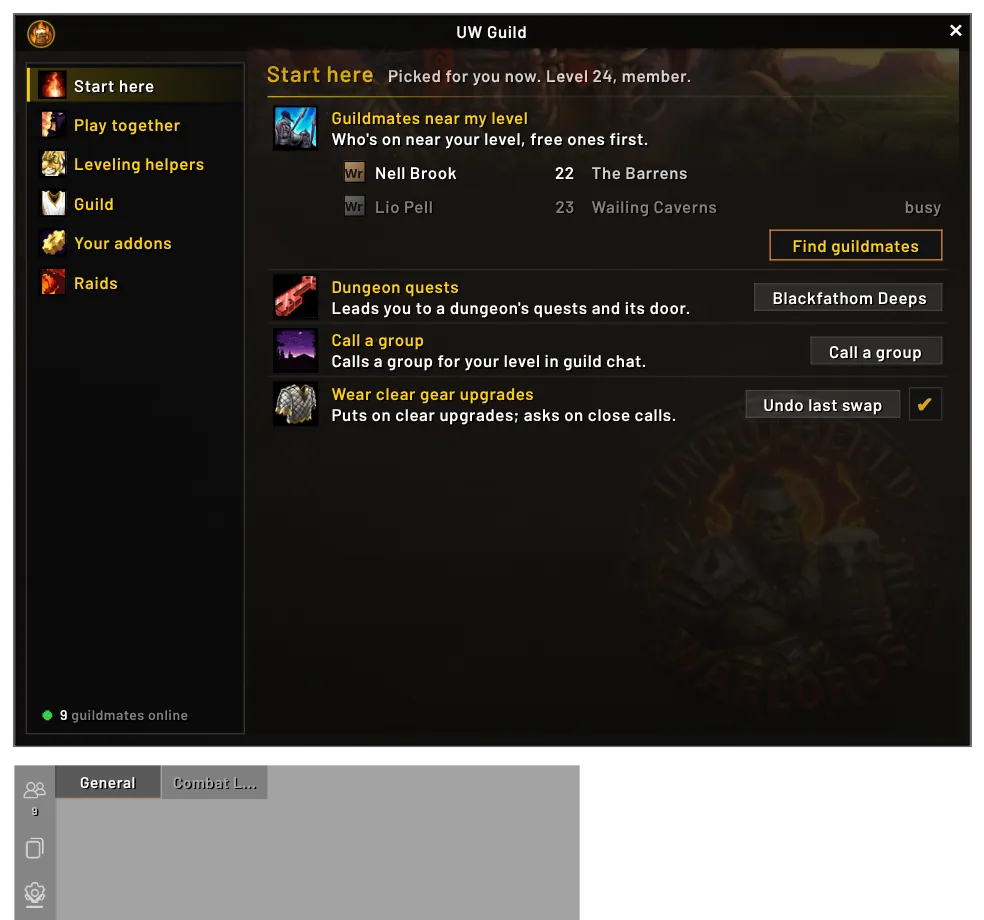 UW Guild
Start here
Play together
Leveling helpers
Guild
Your addons
Raids
9 guildmates online
Start here Picked for you now. Level 24, member.
Guildmates near my level
Who's on near your level, free ones first.
Wr Nell Brook 22 The Barrens
Wr Lio Pell 23 Wailing Caverns busy
Find guildmates
Dungeon quests
Leads you to a dungeon's quests and its door.
Blackfathom Deeps
Call a group
Calls a group for your level in guild chat.
Call a group
Wear clear gear upgrades
Puts on clear upgrades; asks on close calls.
Undo last swap
WARLORDS
General
Combat L...
9